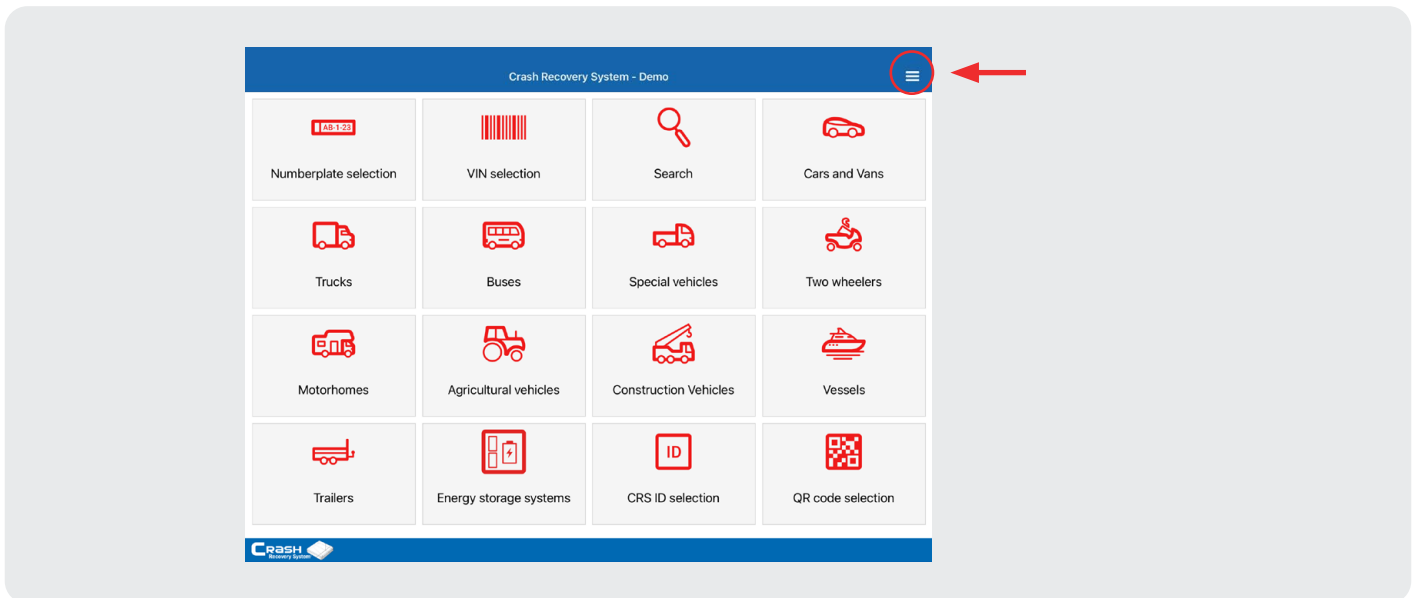 Crash Recovery System - Demo
AB-1-23
Numberplate selection
VIN selection
Search
Cars and Vans
Trucks
Buses
Special vehicles
Two wheelers
Motorhomes
Agricultural vehicles
Construction Vehicles
Vessels
Trailers
Energy storage systems
ID
CRS ID selection
QR code selection
CRASH
Recovery System